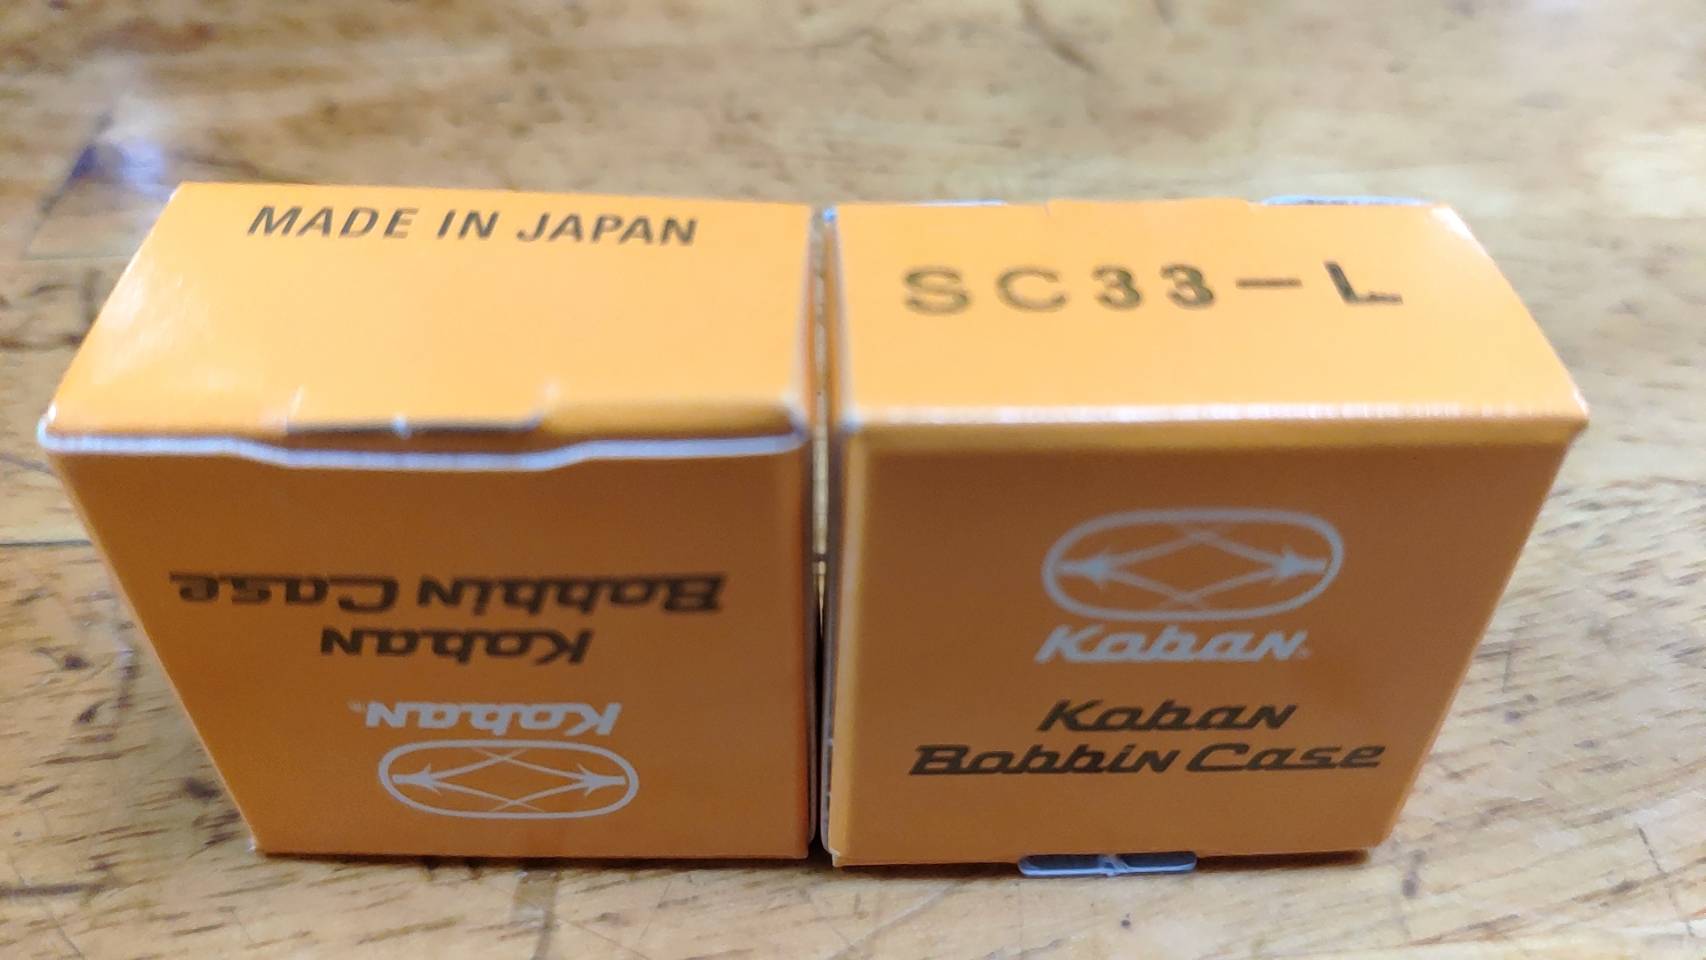 MADE IN JAPAN
Bobbin Case
Koban
Koban
SC33-L
Koban
Koban
Bobbin Case